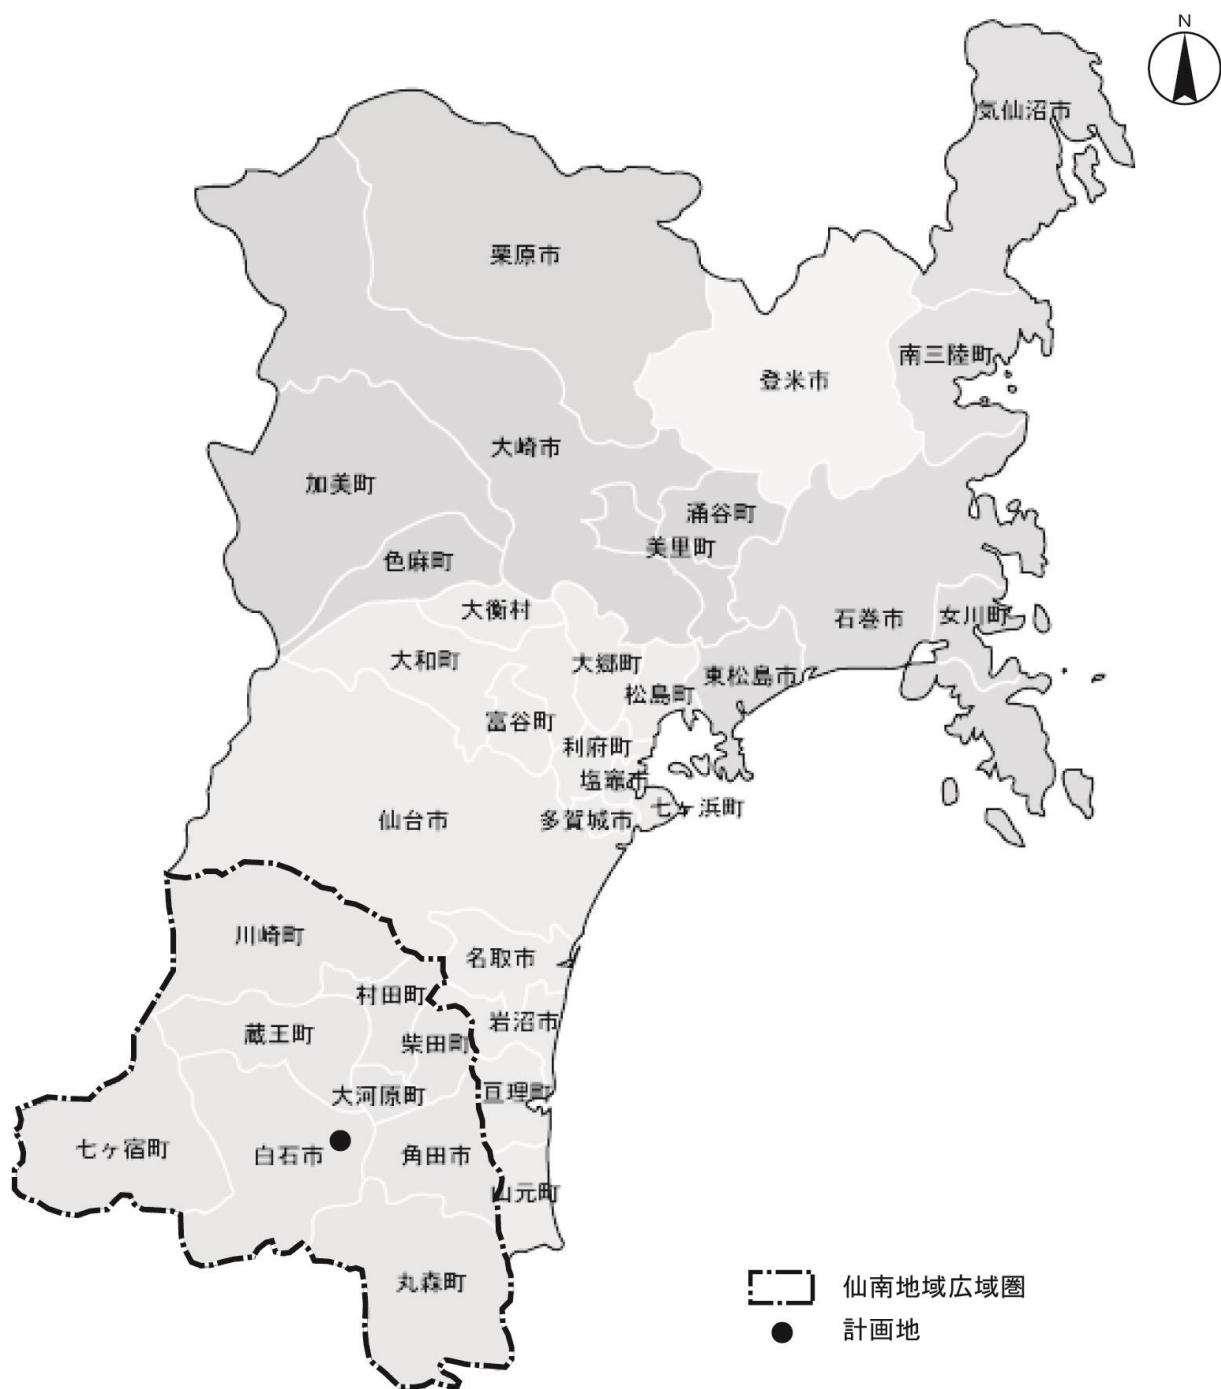 N
気仙沼市
栗原市
南三陸町
登米市
大崎市
加美町
涌谷町
美里町
色麻町
大衡村
石巻市
女川町
大和町
大郷町
東松島市
松島町
富谷町
利府町
塩竈市
七ヶ浜町
仙台市
多賀城市
川崎町
名取市
村田町
岩沼市
蔵王町
柴田町
大河原町
亘理町
七ヶ宿町
白石市
角田市
山元町
丸森町
仙南地域広域圏
計画地